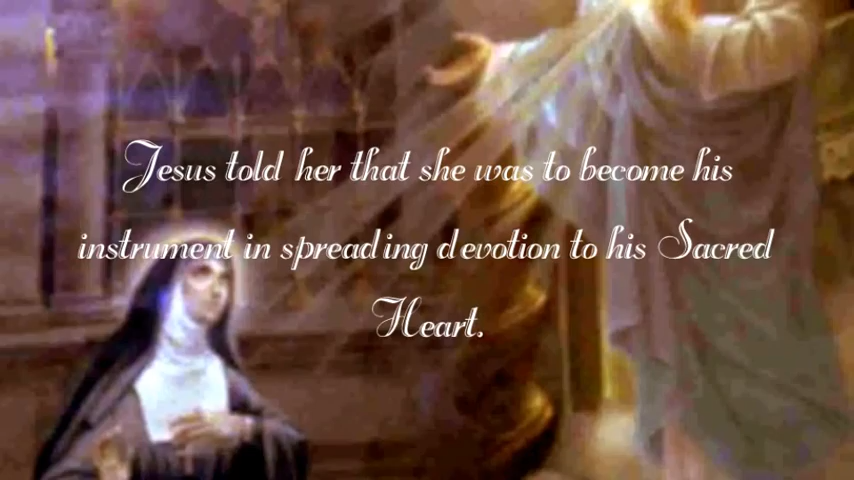 Jesus told her that she was to become his
instrument in spreading devotion to his Sacred
Heart.